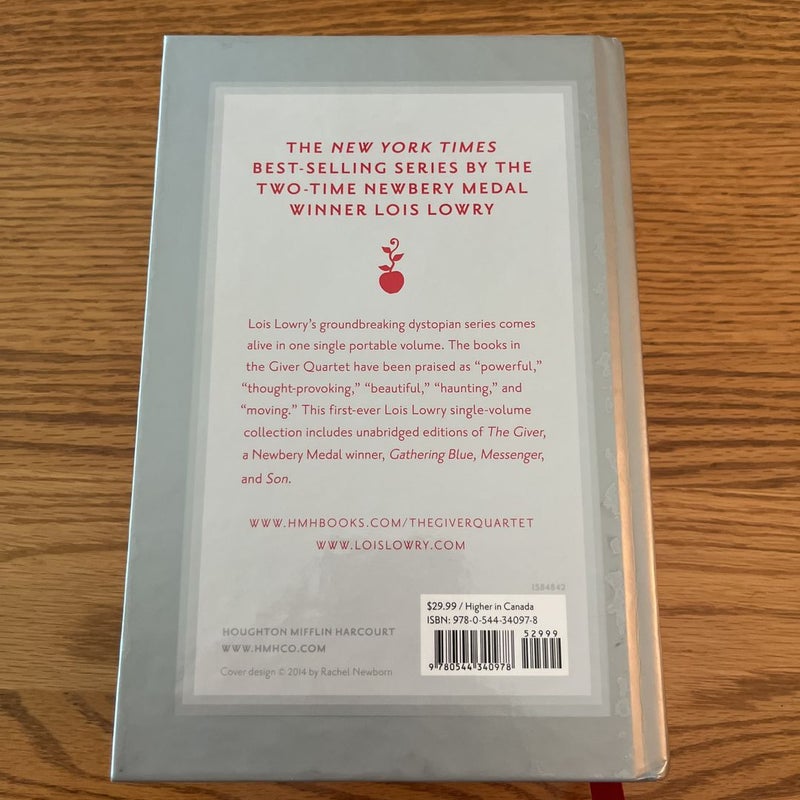 THE NEW YORK TIMES
BEST-SELLING SERIES BY THE
TWO-TIME NEWBERY MEDAL
WINNER LOIS LOWRY
Lois Lowry's groundbreaking dystopian series comes
alive in one single portable volume. The books in
the Giver Quartet have been praised as “powerful,”
“thought-provoking,” “beautiful,” “haunting,” and
“moving.” This first-ever Lois Lowry single-volume
collection includes unabridged editions of The Giver,
a Newbery Medal winner, Gathering Blue, Messenger,
and Son.
WWW.HMHBOOKS.COM/THEGIVERQUARTET
WWW.LOISLOWRY.COM
1584842
$29.99 / Higher in Canada
ISBN: 978-0-544-34097-8
52999
9 780544 340978
HOUGHTON MIFFLIN HARCOURT
WWW.HMHCO.COM
Cover design © 2014 by Rachel Newborn